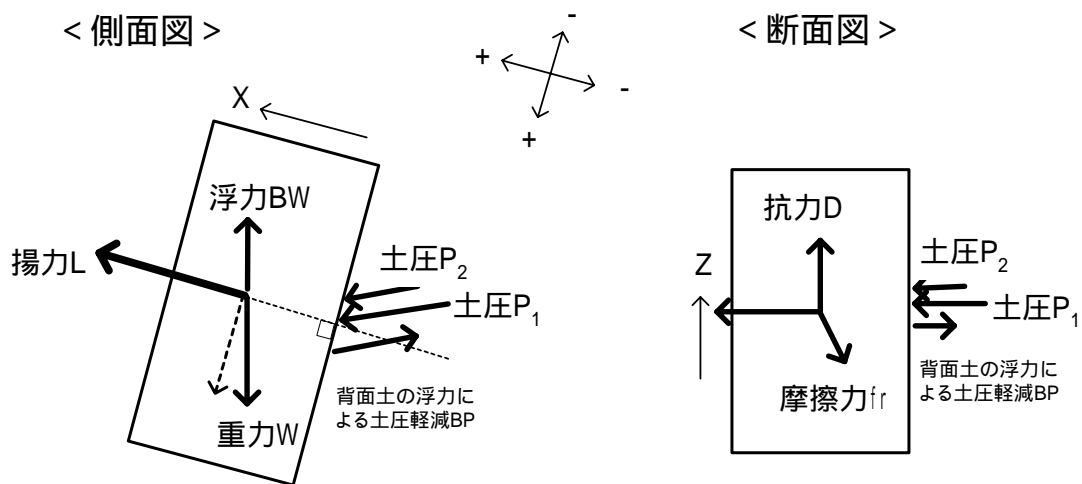 ＜側面図＞
X
浮力BW
揚力L
重力W
土圧P₂
土圧P₁
背面土の浮力に
よる土圧軽減BP
-
+
-
+
＜断面図＞
Z
抗力D
摩擦力fr
土圧P₂
土圧P₁
背面土の浮力に
よる土圧軽減BP